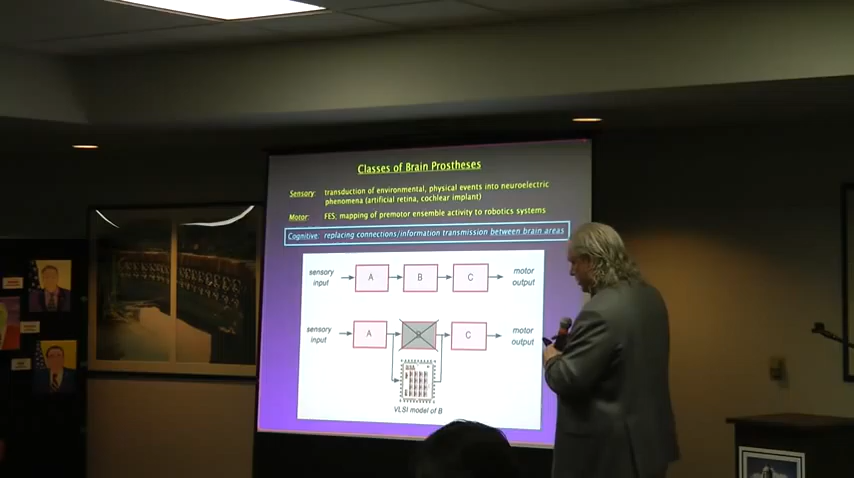 Classes of Brain Prostheses
Sensory: transduction of environmental, physical events into neuroelectric
phenomena (artificial retina, cochlear implant)
Motor: FES; mapping of premotor ensemble activity to robotics systems
Cognitive: replacing connections/information transmission between brain areas
sensory input A B C motor output
sensory input A B C motor output
VLSI model of B